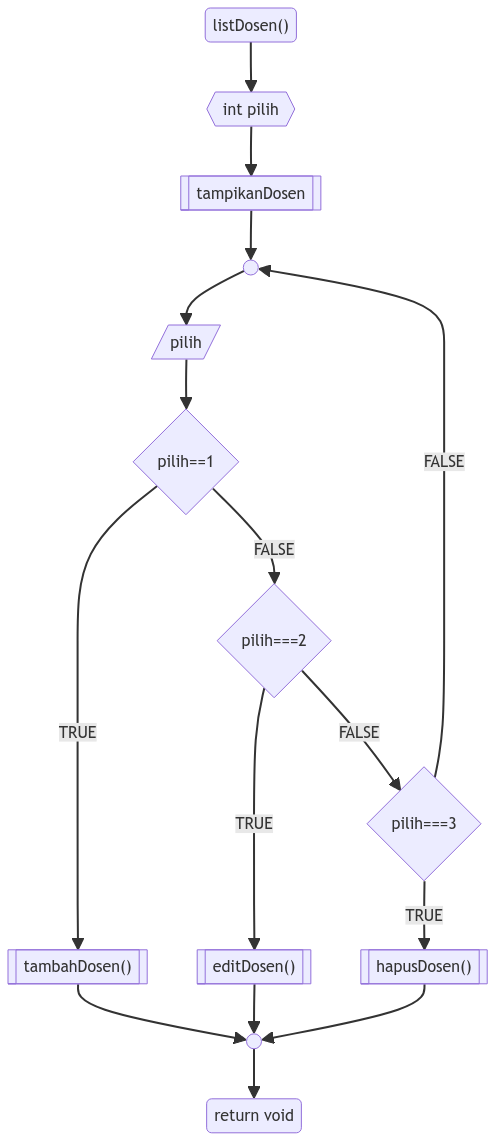 listDosen()
int pilih
tampikanDosen
pilih
pilih==1
FALSE
FALSE
pilih===2
TRUE
FALSE
TRUE
pilih===3
TRUE
tambahDosen()
editDosen()
hapusDosen()
return void